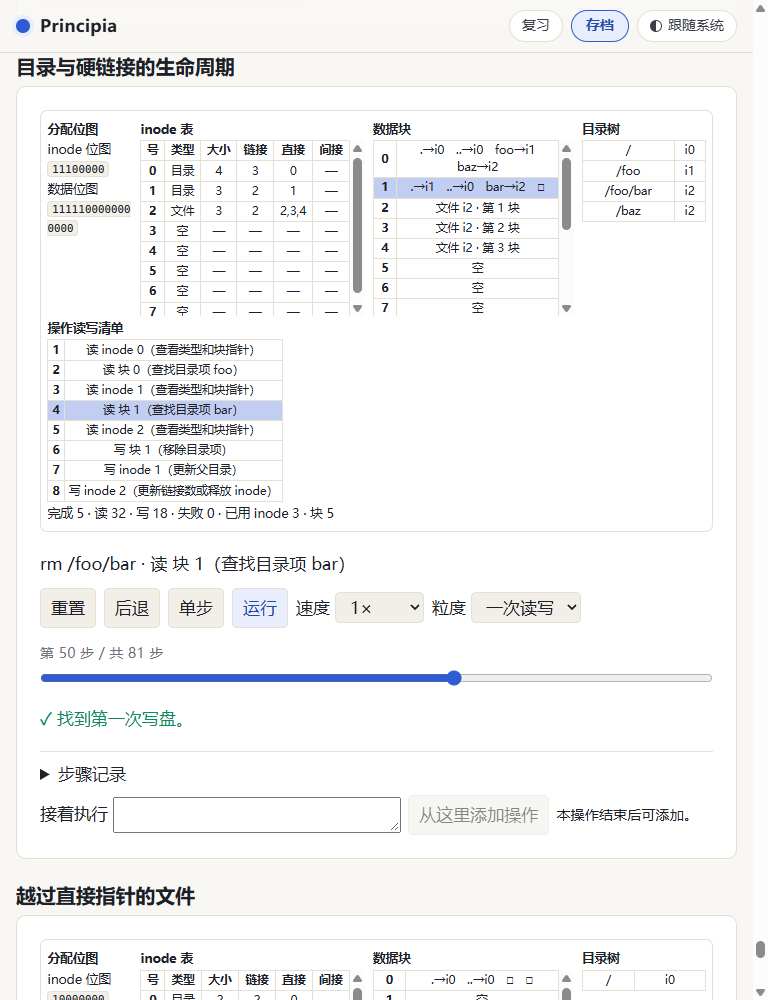 Principia
复习
存档
跟随系统
目录与硬链接的生命周期
分配位图
inode 位图
11100000
数据位图
111110000000
0000
inode 表
号 类型 大小 链接 直接 间接
0 目录 4 3 0 —
1 目录 3 2 1 —
2 文件 3 2 2,3,4 —
3 空 — — — —
4 空 — — — —
5 空 — — — —
6 空 — — — —
7 空 — — — —
数据块
0 .→i0 ..→i0 foo→i1
baz→i2
1 .→i1 ..→i0 bar→i2 □
2 文件 i2 · 第 1 块
3 文件 i2 · 第 2 块
4 文件 i2 · 第 3 块
5 空
6 空
7 空
目录树
/ i0
/foo i1
/foo/bar i2
/baz i2
操作读写清单
1 读 inode 0（查看类型和块指针）
2 读 块 0（查找目录项 foo）
3 读 inode 1（查看类型和块指针）
4 读 块 1（查找目录项 bar）
5 读 inode 2（查看类型和块指针）
6 写 块 1（移除目录项）
7 写 inode 1（更新父目录）
8 写 inode 2（更新链接数或释放 inode）
完成 5 · 读 32 · 写 18 · 失败 0 · 已用 inode 3 · 块 5
rm /foo/bar · 读 块 1（查找目录项 bar）
重置 后退 单步 运行 速度 1× 粒度 一次读写
第 50 步 / 共 81 步
✓ 找到第一次写盘。
▶ 步骤记录
接着执行 从这里添加操作 本操作结束后可添加。
越过直接指针的文件
分配位图
inode 位图
10000000
inode 表
号 类型 大小 链接 直接 间接
0 目录 2 2 0 —
数据块
0 .→i0 ..→i0 □ □
1 空
目录树
/ i0